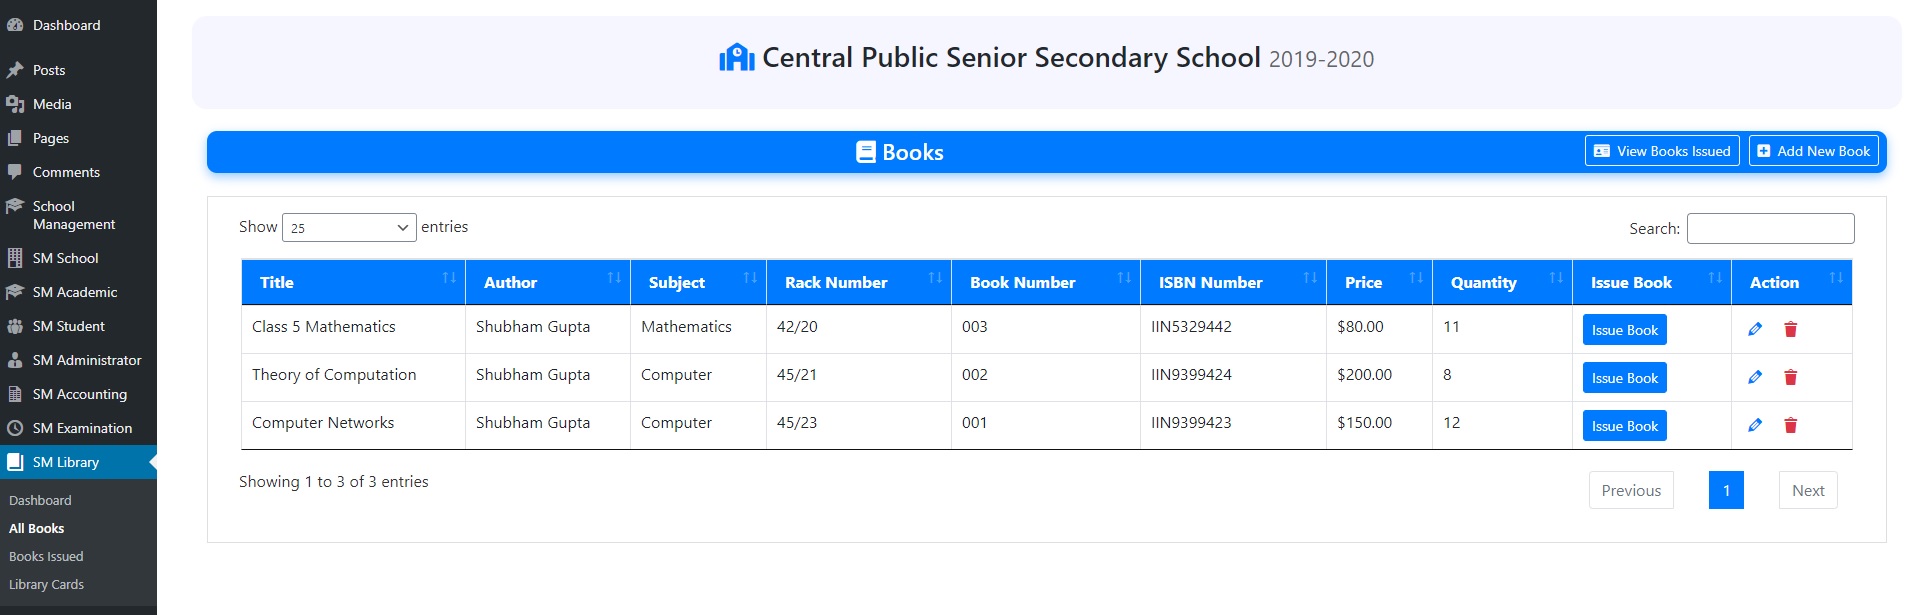 Dashboard
Posts
Media
Pages
Comments
School
Management
SM School
SM Academic
SM Student
SM Administrator
SM Accounting
SM Examination
SM Library
Dashboard
All Books
Books Issued
Library Cards
Central Public Senior Secondary School 2019-2020
Books
View Books Issued
Add New Book
Show 25 entries
Search:
Title Author Subject Rack Number Book Number ISBN Number Price Quantity Issue Book Action
Class 5 Mathematics Shubham Gupta Mathematics 42/20 003 IIN5329442 $80.00 11 Issue Book
Theory of Computation Shubham Gupta Computer 45/21 002 IIN9399424 $200.00 8 Issue Book
Computer Networks Shubham Gupta Computer 45/23 001 IIN9399423 $150.00 12 Issue Book
Showing 1 to 3 of 3 entries
Previous 1 Next